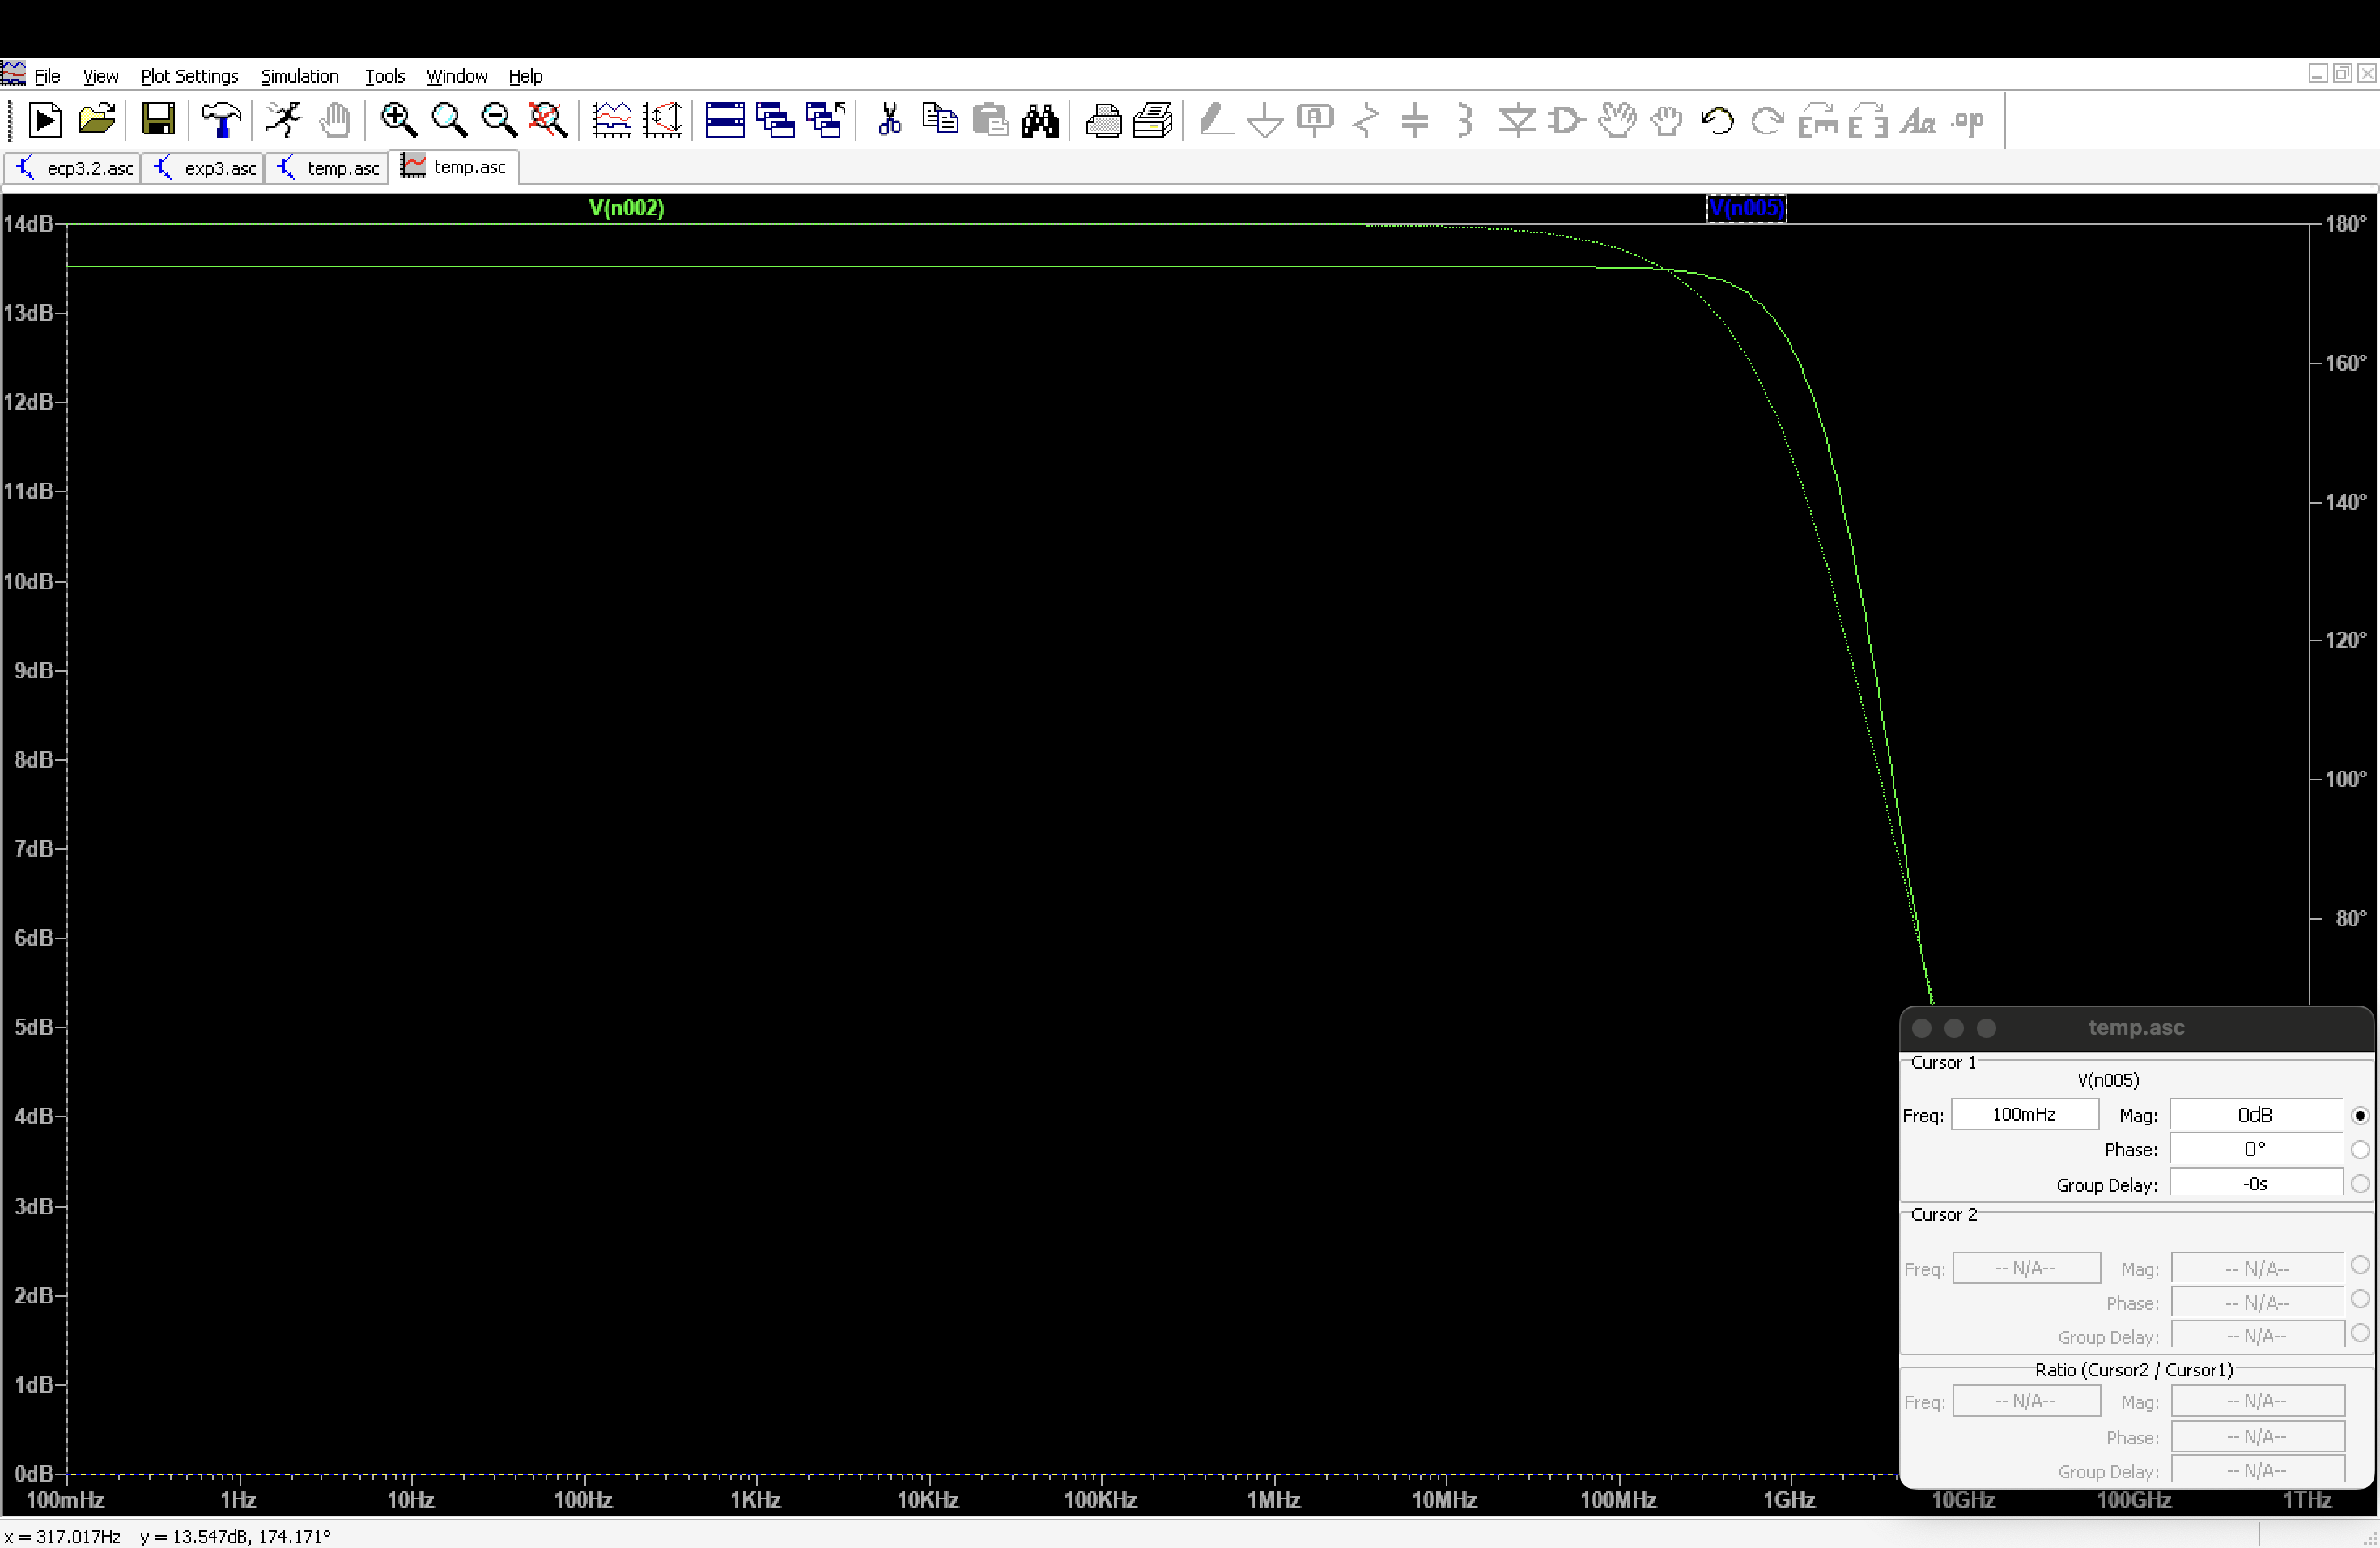 File View Plot Settings Simulation Tools Window Help
.op
ecp3.2.asc exp3.asc temp.asc temp.asc
V(n002) V(n005)
14dB 180°
13dB
160°
12dB
11dB 140°
10dB
120°
9dB
8dB 100°
7dB
6dB 80°
5dB
4dB
3dB
2dB
1dB
0dB
100mHz 1Hz 10Hz 100Hz 1KHz 10KHz 100KHz 1MHz 10MHz 100MHz 1GHz 10GHz 100GHz 1THz
temp.asc
Cursor 1
V(n005)
Freq: 100mHz Mag: 0dB
Phase: 0°
Group Delay: -0s
Cursor 2
Freq: -- N/A-- Mag: -- N/A--
Phase: -- N/A--
Group Delay: -- N/A--
Ratio (Cursor2 / Cursor1)
Freq: -- N/A-- Mag: -- N/A--
Phase: -- N/A--
Group Delay: -- N/A--
x = 317.017Hz y = 13.547dB, 174.171°